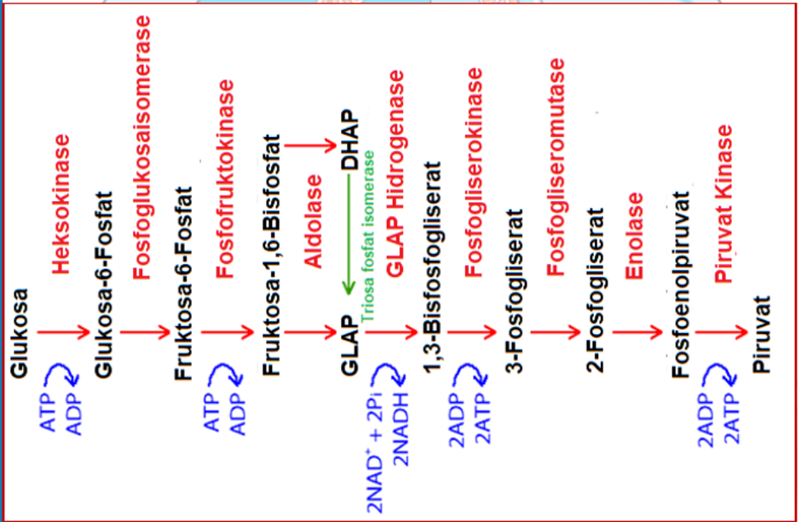 Glukosa
ATP
ADP
Heksokinase
Glukosa-6-Fosfat
Fosfoglukosaisomerase
Fruktosa-6-Fosfat
ATP
ADP
Fosfofruktokinase
Fruktosa-1,6-Bisfosfat
Aldolase
GLAP
DHAP
Triosa fosfat isomerase
2NAD⁺ + 2Pi
2NADH
GLAP Hidrogenase
1,3-Bisfosfogliserat
2ADP
2ATP
Fosfogliserokinase
3-Fosfogliserat
Fosfogliseromutase
2-Fosfogliserat
Enolase
Fosfoenolpiruvat
2ADP
2ATP
Piruvat Kinase
Piruvat